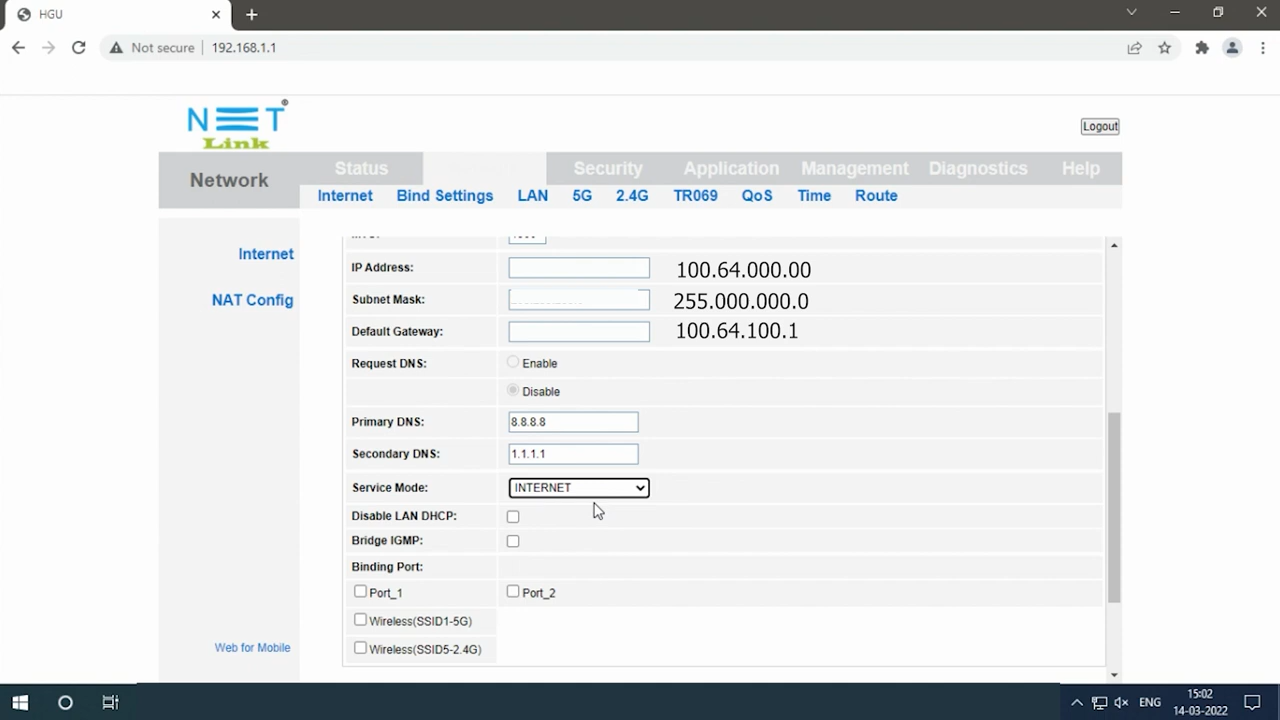 HGU
Not secure 192.168.1.1
NET ®
Link
Logout
Network
Status Security Application Management Diagnostics Help
Internet Bind Settings LAN 5G 2.4G TR069 QoS Time Route
Internet
NAT Config
IP Address: 100.64.000.00
Subnet Mask: 255.000.000.0
Default Gateway: 100.64.100.1
Request DNS: Enable
Disable
Primary DNS: 8.8.8.8
Secondary DNS: 1.1.1.1
Service Mode: INTERNET
Disable LAN DHCP:
Bridge IGMP:
Binding Port:
Port_1 Port_2
Wireless(SSID1-5G)
Wireless(SSID5-2.4G)
Web for Mobile
ENG
15:02
14-03-2022